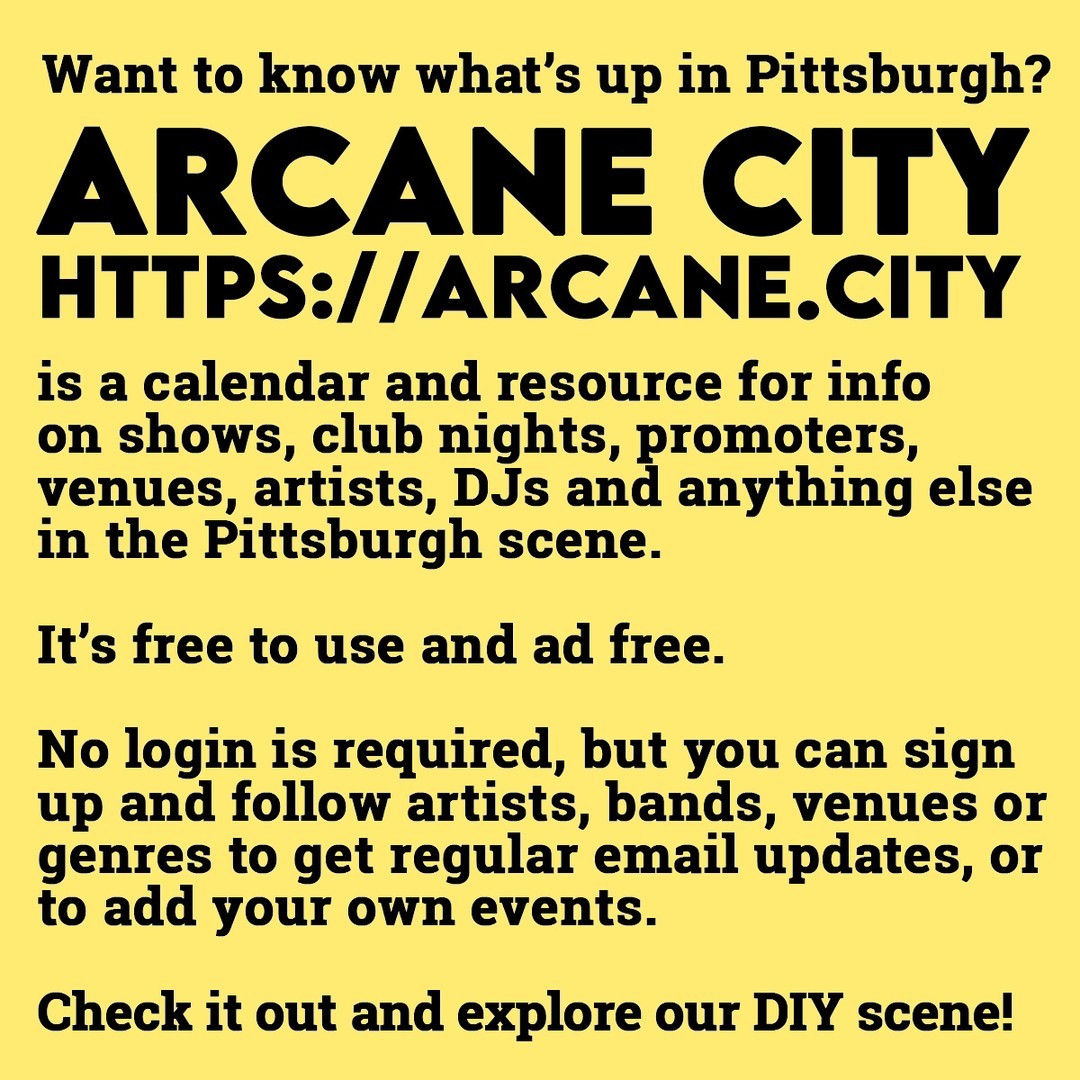 Want to know what’s up in Pittsburgh?
ARCANE CITY
HTTPS://ARCANE.CITY
is a calendar and resource for info
on shows, club nights, promoters,
venues, artists, DJs and anything else
in the Pittsburgh scene.
It’s free to use and ad free.
No login is required, but you can sign
up and follow artists, bands, venues or
genres to get regular email updates, or
to add your own events.
Check it out and explore our DIY scene!